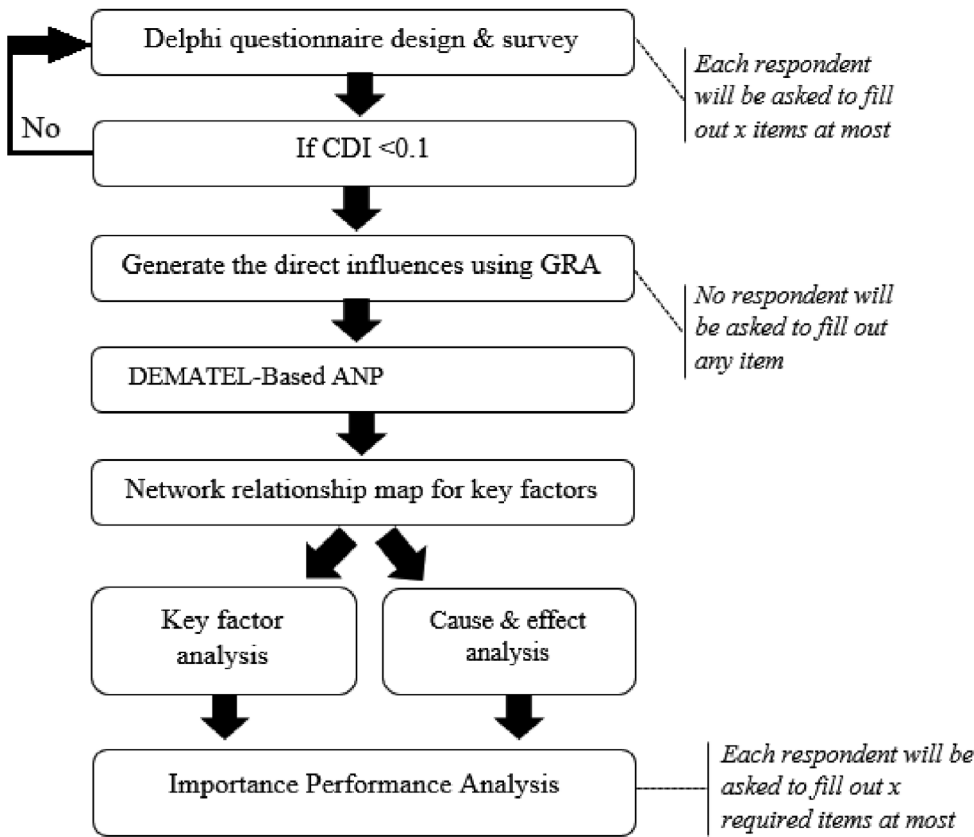 Delphi questionnaire design & survey
Each respondent
will be asked to fill
out x items at most
No
If CDI <0.1
Generate the direct influences using GRA
No respondent will
be asked to fill out
any item
DEMATEL-Based ANP
Network relationship map for key factors
Key factor
analysis
Cause & effect
analysis
Importance Performance Analysis
Each respondent will be
asked to fill out x
required items at most